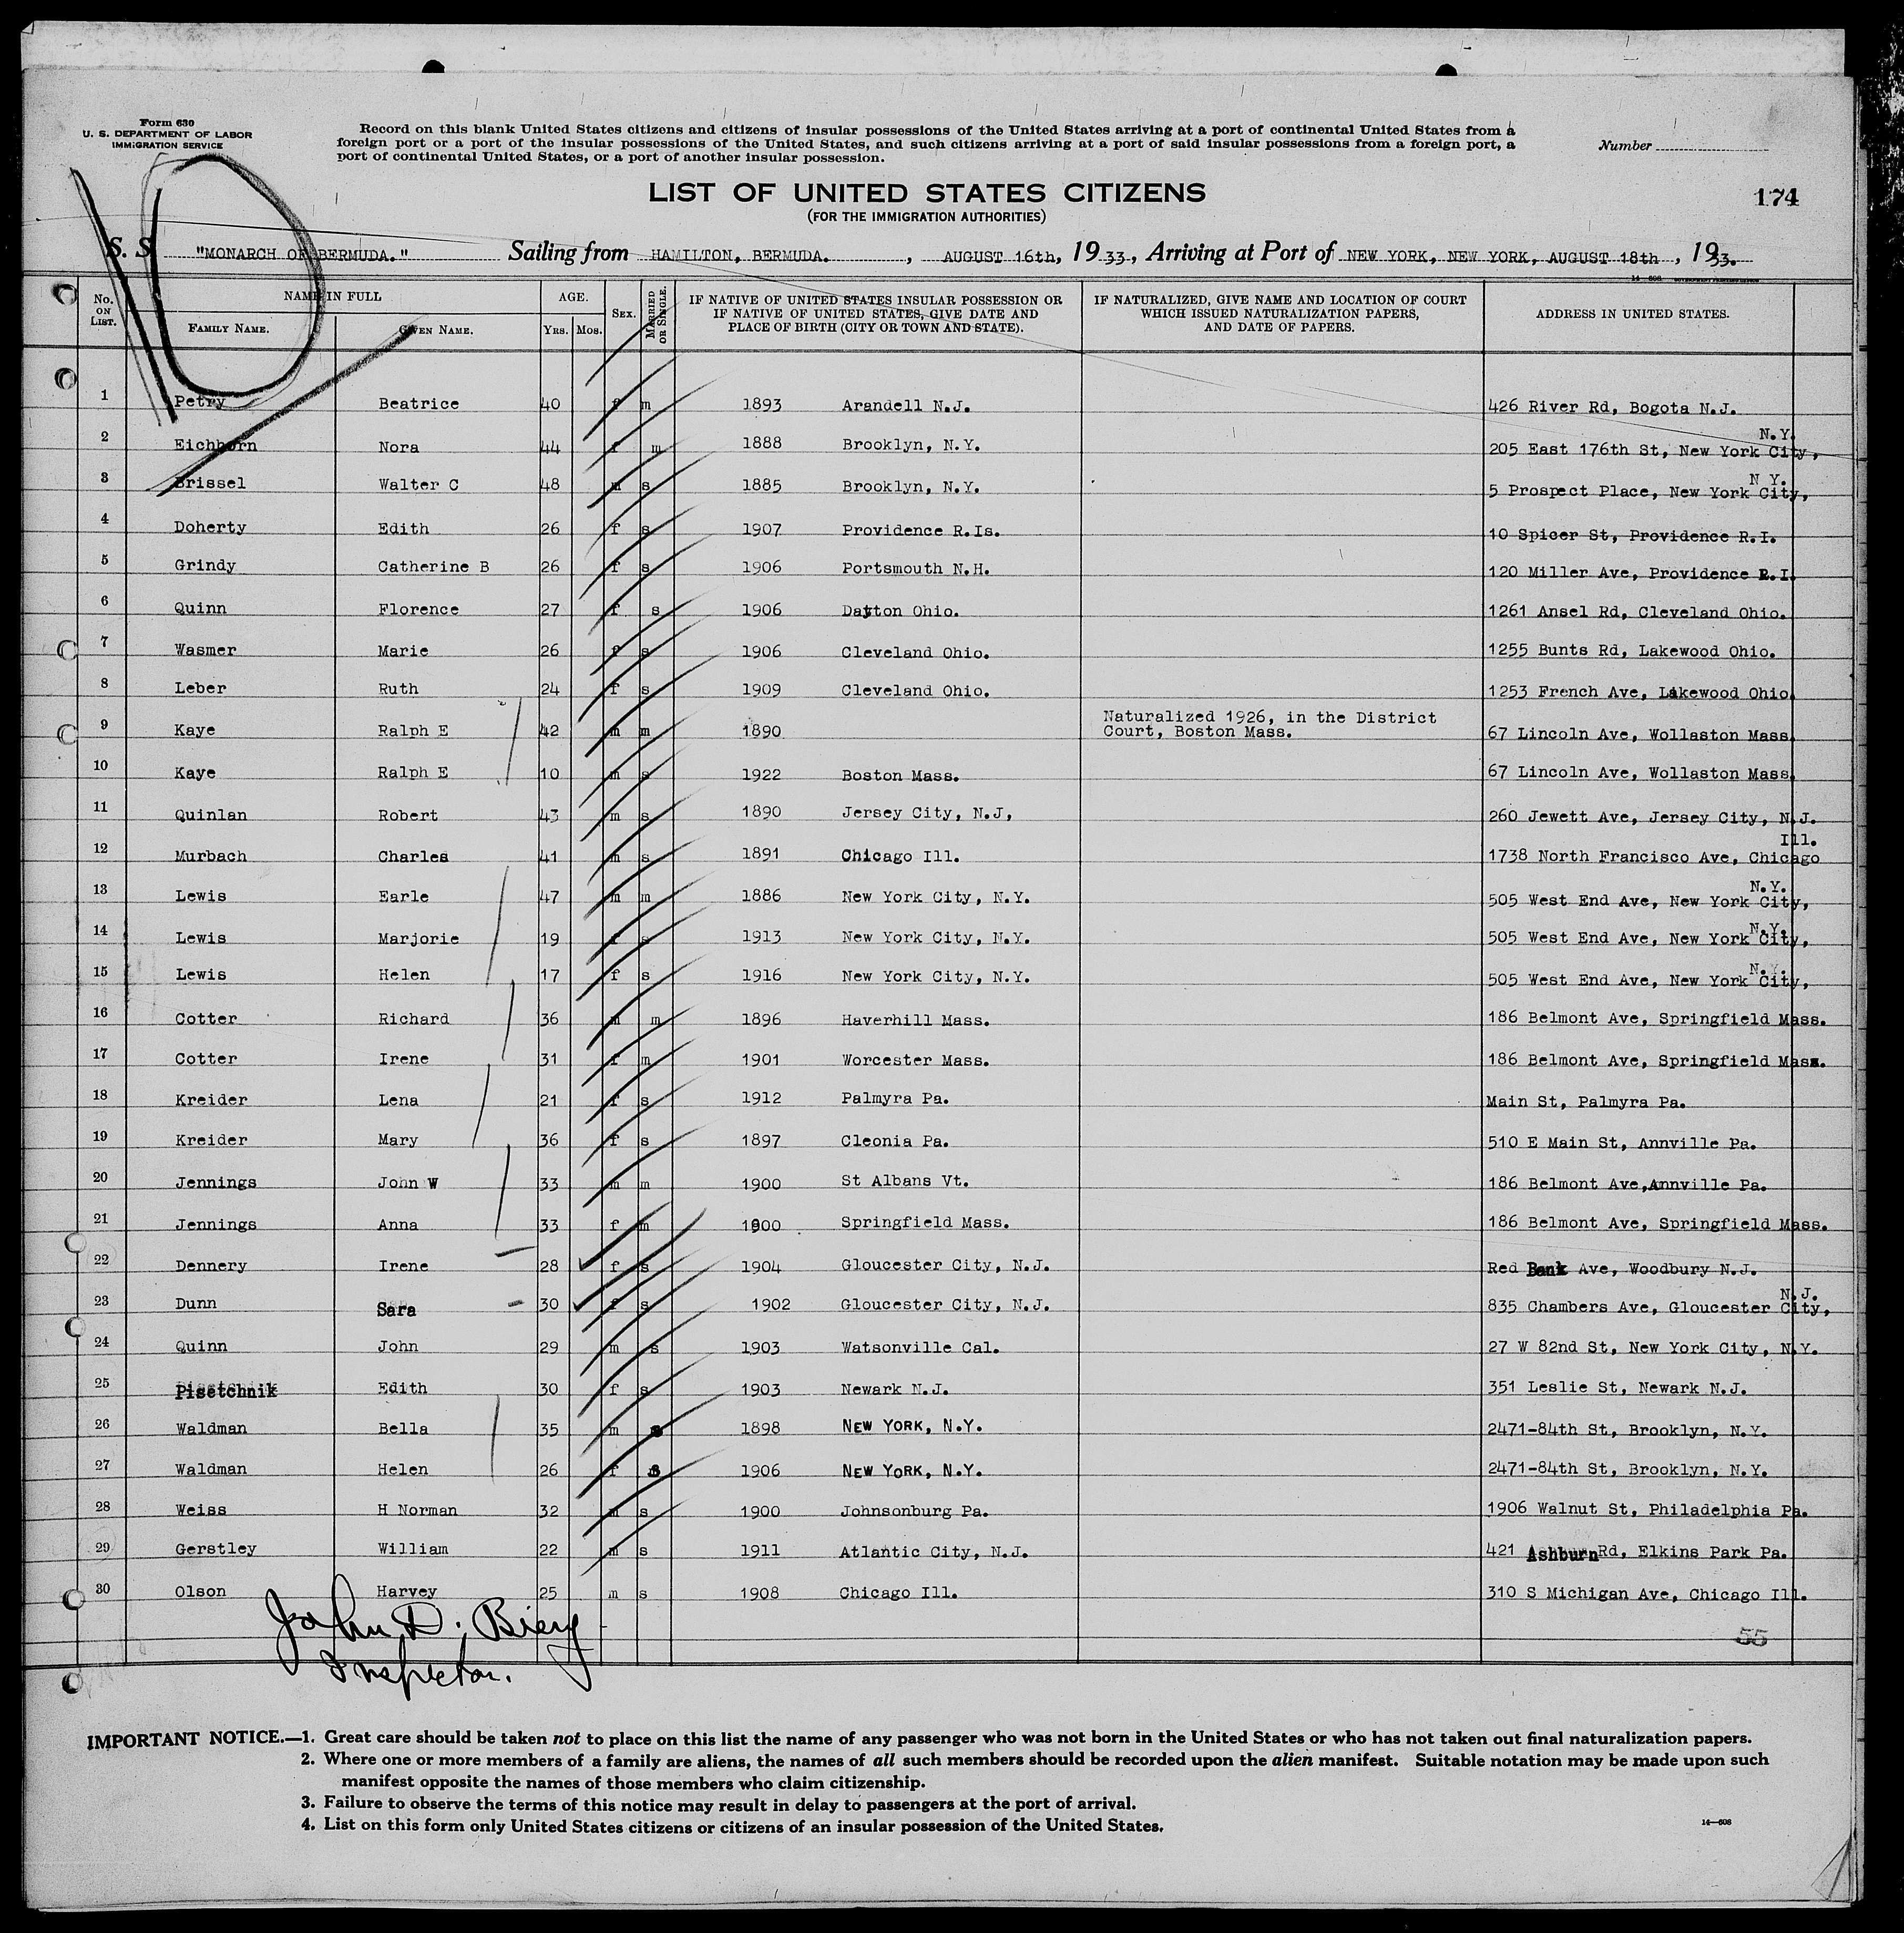 Form 630
U. S. DEPARTMENT OF LABOR
IMMIGRATION SERVICE
Record on this blank United States citizens and citizens of insular possessions of the United States arriving at a port of continental United States from a
foreign port or a port of the insular possessions of the United States, and such citizens arriving at a port of said insular possessions from a foreign port, a
port of continental United States, or a port of another insular possession.
Number
LIST OF UNITED STATES CITIZENS
(FOR THE IMMIGRATION AUTHORITIES)
174
S. S. "MONARCH OF BERMUDA." Sailing from HAMILTON, BERMUDA. , AUGUST 16th, 1933, Arriving at Port of NEW YORK, NEW YORK, AUGUST 18th , 1933.
No. ON LIST. NAME IN FULL FAMILY NAME. GIVEN NAME. AGE. YRS. MOS. SEX. MARRIED OR SINGLE. IF NATIVE OF UNITED STATES INSULAR POSSESSION OR IF NATIVE OF UNITED STATES, GIVE DATE AND PLACE OF BIRTH (CITY OR TOWN AND STATE). IF NATURALIZED, GIVE NAME AND LOCATION OF COURT WHICH ISSUED NATURALIZATION PAPERS, AND DATE OF PAPERS. ADDRESS IN UNITED STATES.
1 Petry Beatrice 40 f m 1893 Arandell N.J. 426 River Rd, Bogota N.J.
2 Eichhorn Nora 44 f m 1888 Brooklyn, N.Y. 205 East 176th St, New York City, N.Y.
3 Brissel Walter C 48 m s 1885 Brooklyn, N.Y. 5 Prospect Place, New York City, N Y.
4 Doherty Edith 26 f s 1907 Providence R.Is. 10 Spicer St, Providence R.I.
5 Grindy Catherine B 26 f s 1906 Portsmouth N.H. 120 Miller Ave, Providence R.I.
6 Quinn Florence 27 f s 1906 Dayton Ohio. 1261 Ansel Rd, Cleveland Ohio.
7 Wasmer Marie 26 f s 1906 Cleveland Ohio. 1255 Bunts Rd, Lakewood Ohio.
8 Leber Ruth 24 f s 1909 Cleveland Ohio. 1253 French Ave, Lakewood Ohio.
9 Kaye Ralph E 42 m m 1890 Naturalized 1926, in the District Court, Boston Mass. 67 Lincoln Ave, Wollaston Mass.
10 Kaye Ralph E 10 m s 1922 Boston Mass. 67 Lincoln Ave, Wollaston Mass.
11 Quinlan Robert 43 m s 1890 Jersey City, N.J, 260 Jewett Ave, Jersey City, N.J.
12 Murbach Charles 41 m s 1891 Chicago Ill. 1738 North Francisco Ave, Chicago Ill.
13 Lewis Earle 47 m m 1886 New York City, N.Y. 505 West End Ave, New York City, N.Y.
14 Lewis Marjorie 19 f s 1913 New York City, N.Y. 505 West End Ave, New York City, N.Y.
15 Lewis Helen 17 f s 1916 New York City, N.Y. 505 West End Ave, New York City, N.Y.
16 Cotter Richard 36 m m 1896 Haverhill Mass. 186 Belmont Ave, Springfield Mass.
17 Cotter Irene 31 f m 1901 Worcester Mass. 186 Belmont Ave, Springfield Mass.
18 Kreider Lena 21 f s 1912 Palmyra Pa. Main St, Palmyra Pa.
19 Kreider Mary 36 f s 1897 Cleonia Pa. 510 E Main St, Annville Pa.
20 Jennings John W 33 m m 1900 St Albans Vt. 186 Belmont Ave,Annville Pa.
21 Jennings Anna 33 f m 1900 Springfield Mass. 186 Belmont Ave, Springfield Mass.
22 Dennery Irene 28 f s 1904 Gloucester City, N.J. Red Bank Ave, Woodbury N.J.
23 Dunn Sara 30 f s 1902 Gloucester City, N.J. 835 Chambers Ave, Gloucester City, N.J.
24 Quinn John 29 m s 1903 Watsonville Cal. 27 W 82nd St, New York City, N.Y.
25 Pisetchnik Edith 30 f s 1903 Newark N.J. 351 Leslie St, Newark N.J.
26 Waldman Bella 35 m s 1898 NEW YORK, N.Y. 2471-84th St, Brooklyn, N.Y.
27 Waldman Helen 26 f s 1906 NEW YORK, N.Y. 2471-84th St, Brooklyn, N.Y.
28 Weiss H Norman 32 m s 1900 Johnsonburg Pa. 1906 Walnut St, Philadelphia Pa.
29 Gerstley William 22 m s 1911 Atlantic City, N.J. 421 Ashburn Rd, Elkins Park Pa.
30 Olson Harvey 25 m s 1908 Chicago Ill. 310 S Michigan Ave, Chicago Ill.
John D. Bierg
Inspector.
55
IMPORTANT NOTICE.—1. Great care should be taken not to place on this list the name of any passenger who was not born in the United States or who has not taken out final naturalization papers.
2. Where one or more members of a family are aliens, the names of all such members should be recorded upon the alien manifest. Suitable notation may be made upon such
manifest opposite the names of those members who claim citizenship.
3. Failure to observe the terms of this notice may result in delay to passengers at the port of arrival.
4. List on this form only United States citizens or citizens of an insular possession of the United States.
14—608